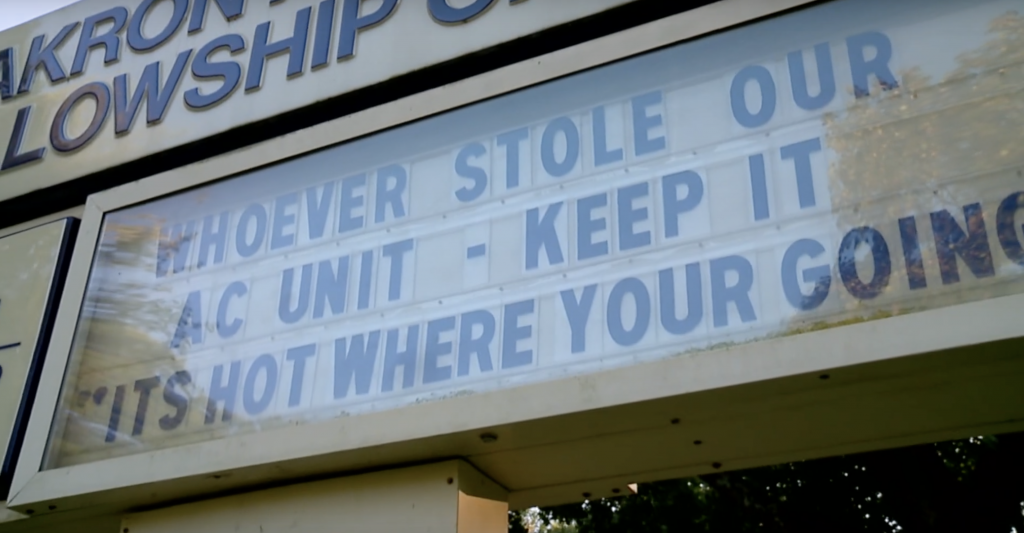 AKRON
LOWSHIP
WHOEVER STOLE OUR
AC UNIT - KEEP IT
"ITS HOT WHERE YOUR GOING